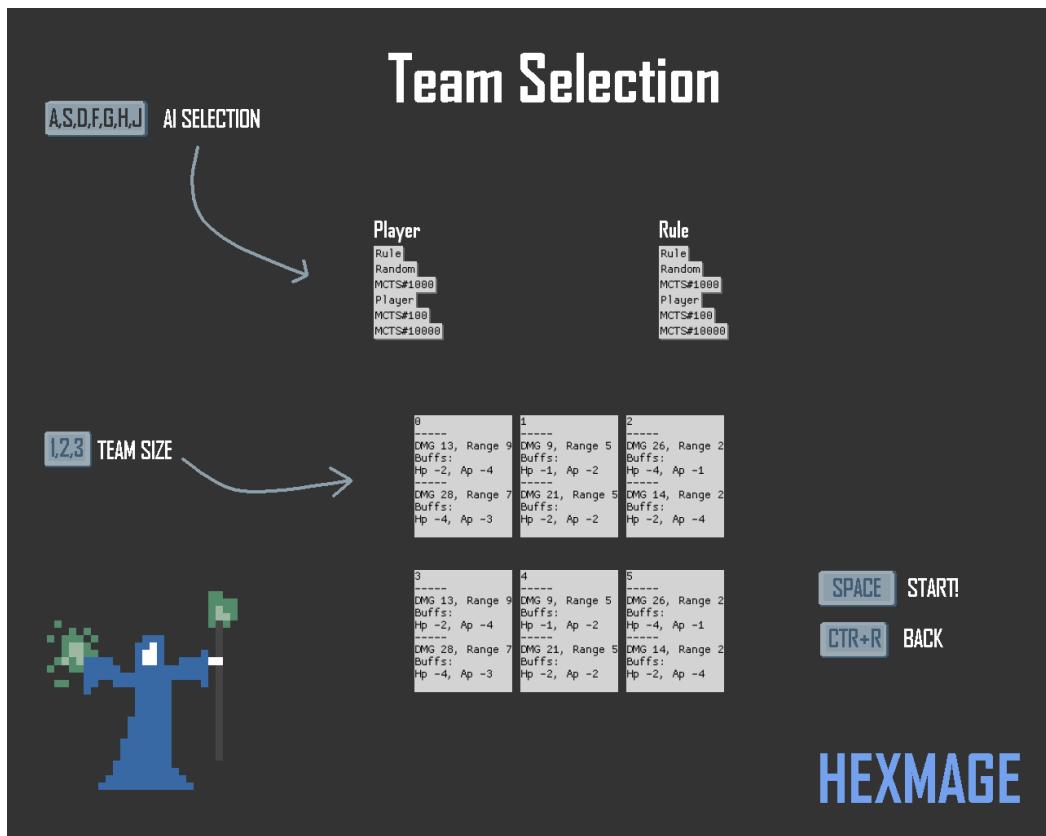 Team Selection
A,S,D,F,G,H,J AI SELECTION
Player
Rule
Random
MCTS#1000
Player
MCTS#100
MCTS#10000
Rule
Rule
Random
MCTS#1000
Player
MCTS#100
MCTS#10000
1,2,3 TEAM SIZE
0
-----
DMG 13, Range 9
Buffs:
Hp -2, Ap -4
-----
DMG 28, Range 7
Buffs:
Hp -4, Ap -3
1
-----
DMG 9, Range 5
Buffs:
Hp -1, Ap -2
-----
DMG 21, Range 5
Buffs:
Hp -2, Ap -2
2
-----
DMG 26, Range 2
Buffs:
Hp -4, Ap -1
-----
DMG 14, Range 2
Buffs:
Hp -2, Ap -4
3
-----
DMG 13, Range 9
Buffs:
Hp -2, Ap -4
-----
DMG 28, Range 7
Buffs:
Hp -4, Ap -3
4
-----
DMG 9, Range 5
Buffs:
Hp -1, Ap -2
-----
DMG 21, Range 5
Buffs:
Hp -2, Ap -2
5
-----
DMG 26, Range 2
Buffs:
Hp -4, Ap -1
-----
DMG 14, Range 2
Buffs:
Hp -2, Ap -4
SPACE START!
CTR+R BACK
HEXMAGE